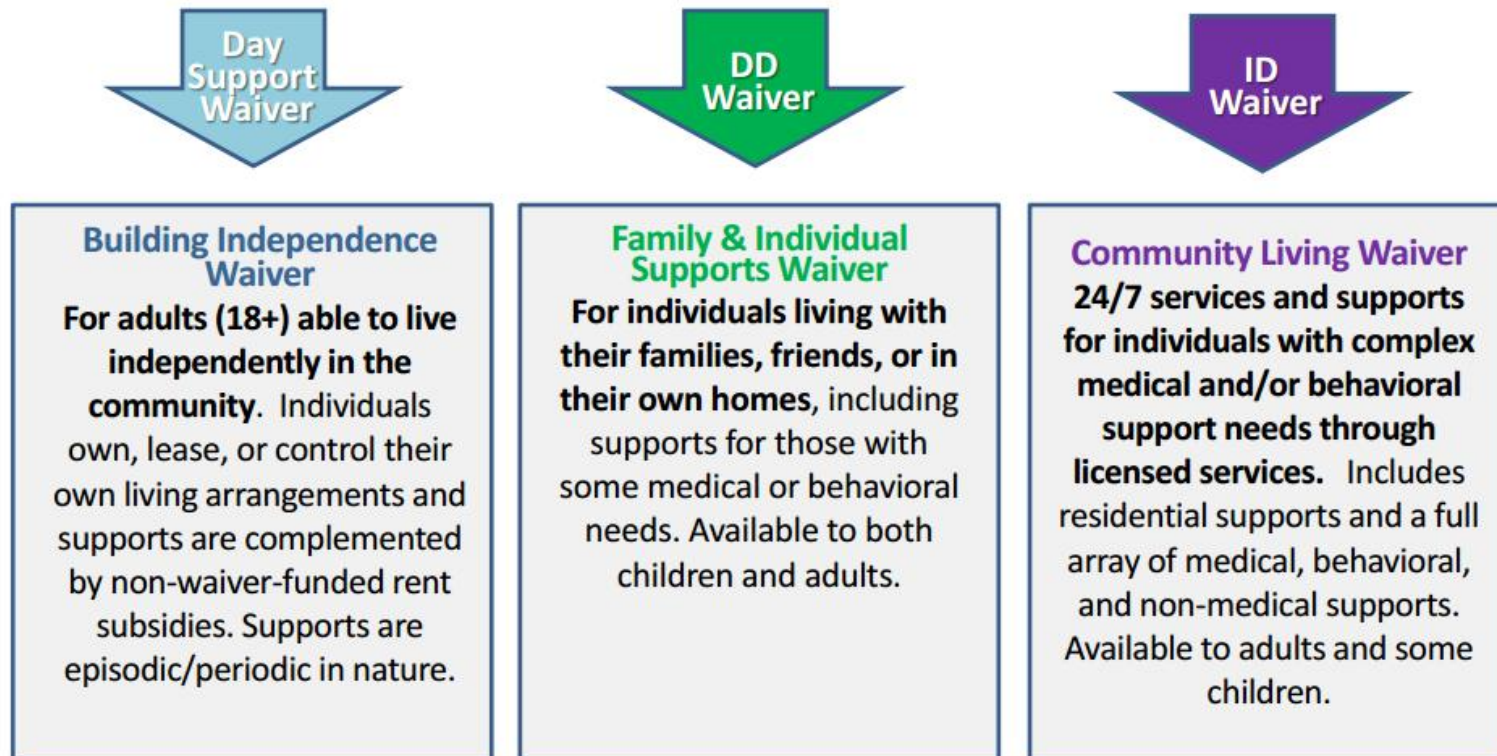 Day
Support
Waiver
DD
Waiver
ID
Waiver
Building Independence
Waiver
For adults (18+) able to live
independently in the
community.  Individuals
own, lease, or control their
own living arrangements and
supports are complemented
by non-waiver-funded rent
subsidies. Supports are
episodic/periodic in nature.
Family & Individual
Supports Waiver
For individuals living with
their families, friends, or in
their own homes, including
supports for those with
some medical or behavioral
needs. Available to both
children and adults.
Community Living Waiver
24/7 services and supports
for individuals with complex
medical and/or behavioral
support needs through
licensed services.   Includes
residential supports and a full
array of medical, behavioral,
and non-medical supports.
Available to adults and some
children.